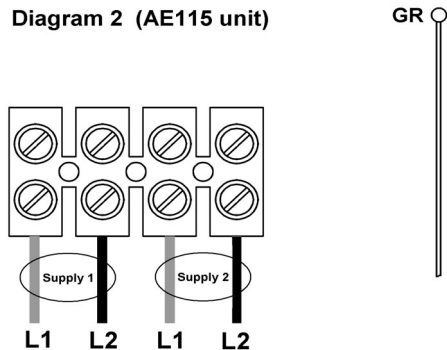 Diagram 2 (AE115 unit)
GR
Supply 1
Supply 2
L1 L2 L1 L2